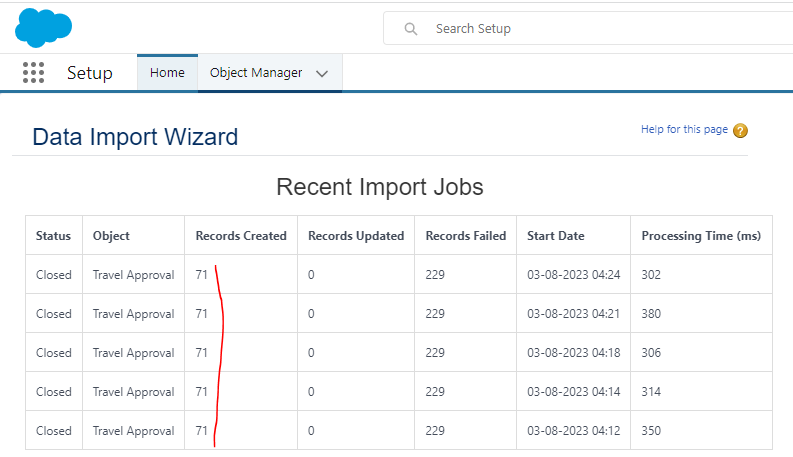 Search Setup
Setup Home Object Manager
Data Import Wizard
Help for this page ?
Recent Import Jobs
Status Object Records Created Records Updated Records Failed Start Date Processing Time (ms)
Closed Travel Approval 71 0 229 03-08-2023 04:24 302
Closed Travel Approval 71 0 229 03-08-2023 04:21 380
Closed Travel Approval 71 0 229 03-08-2023 04:18 306
Closed Travel Approval 71 0 229 03-08-2023 04:14 314
Closed Travel Approval 71 0 229 03-08-2023 04:12 350